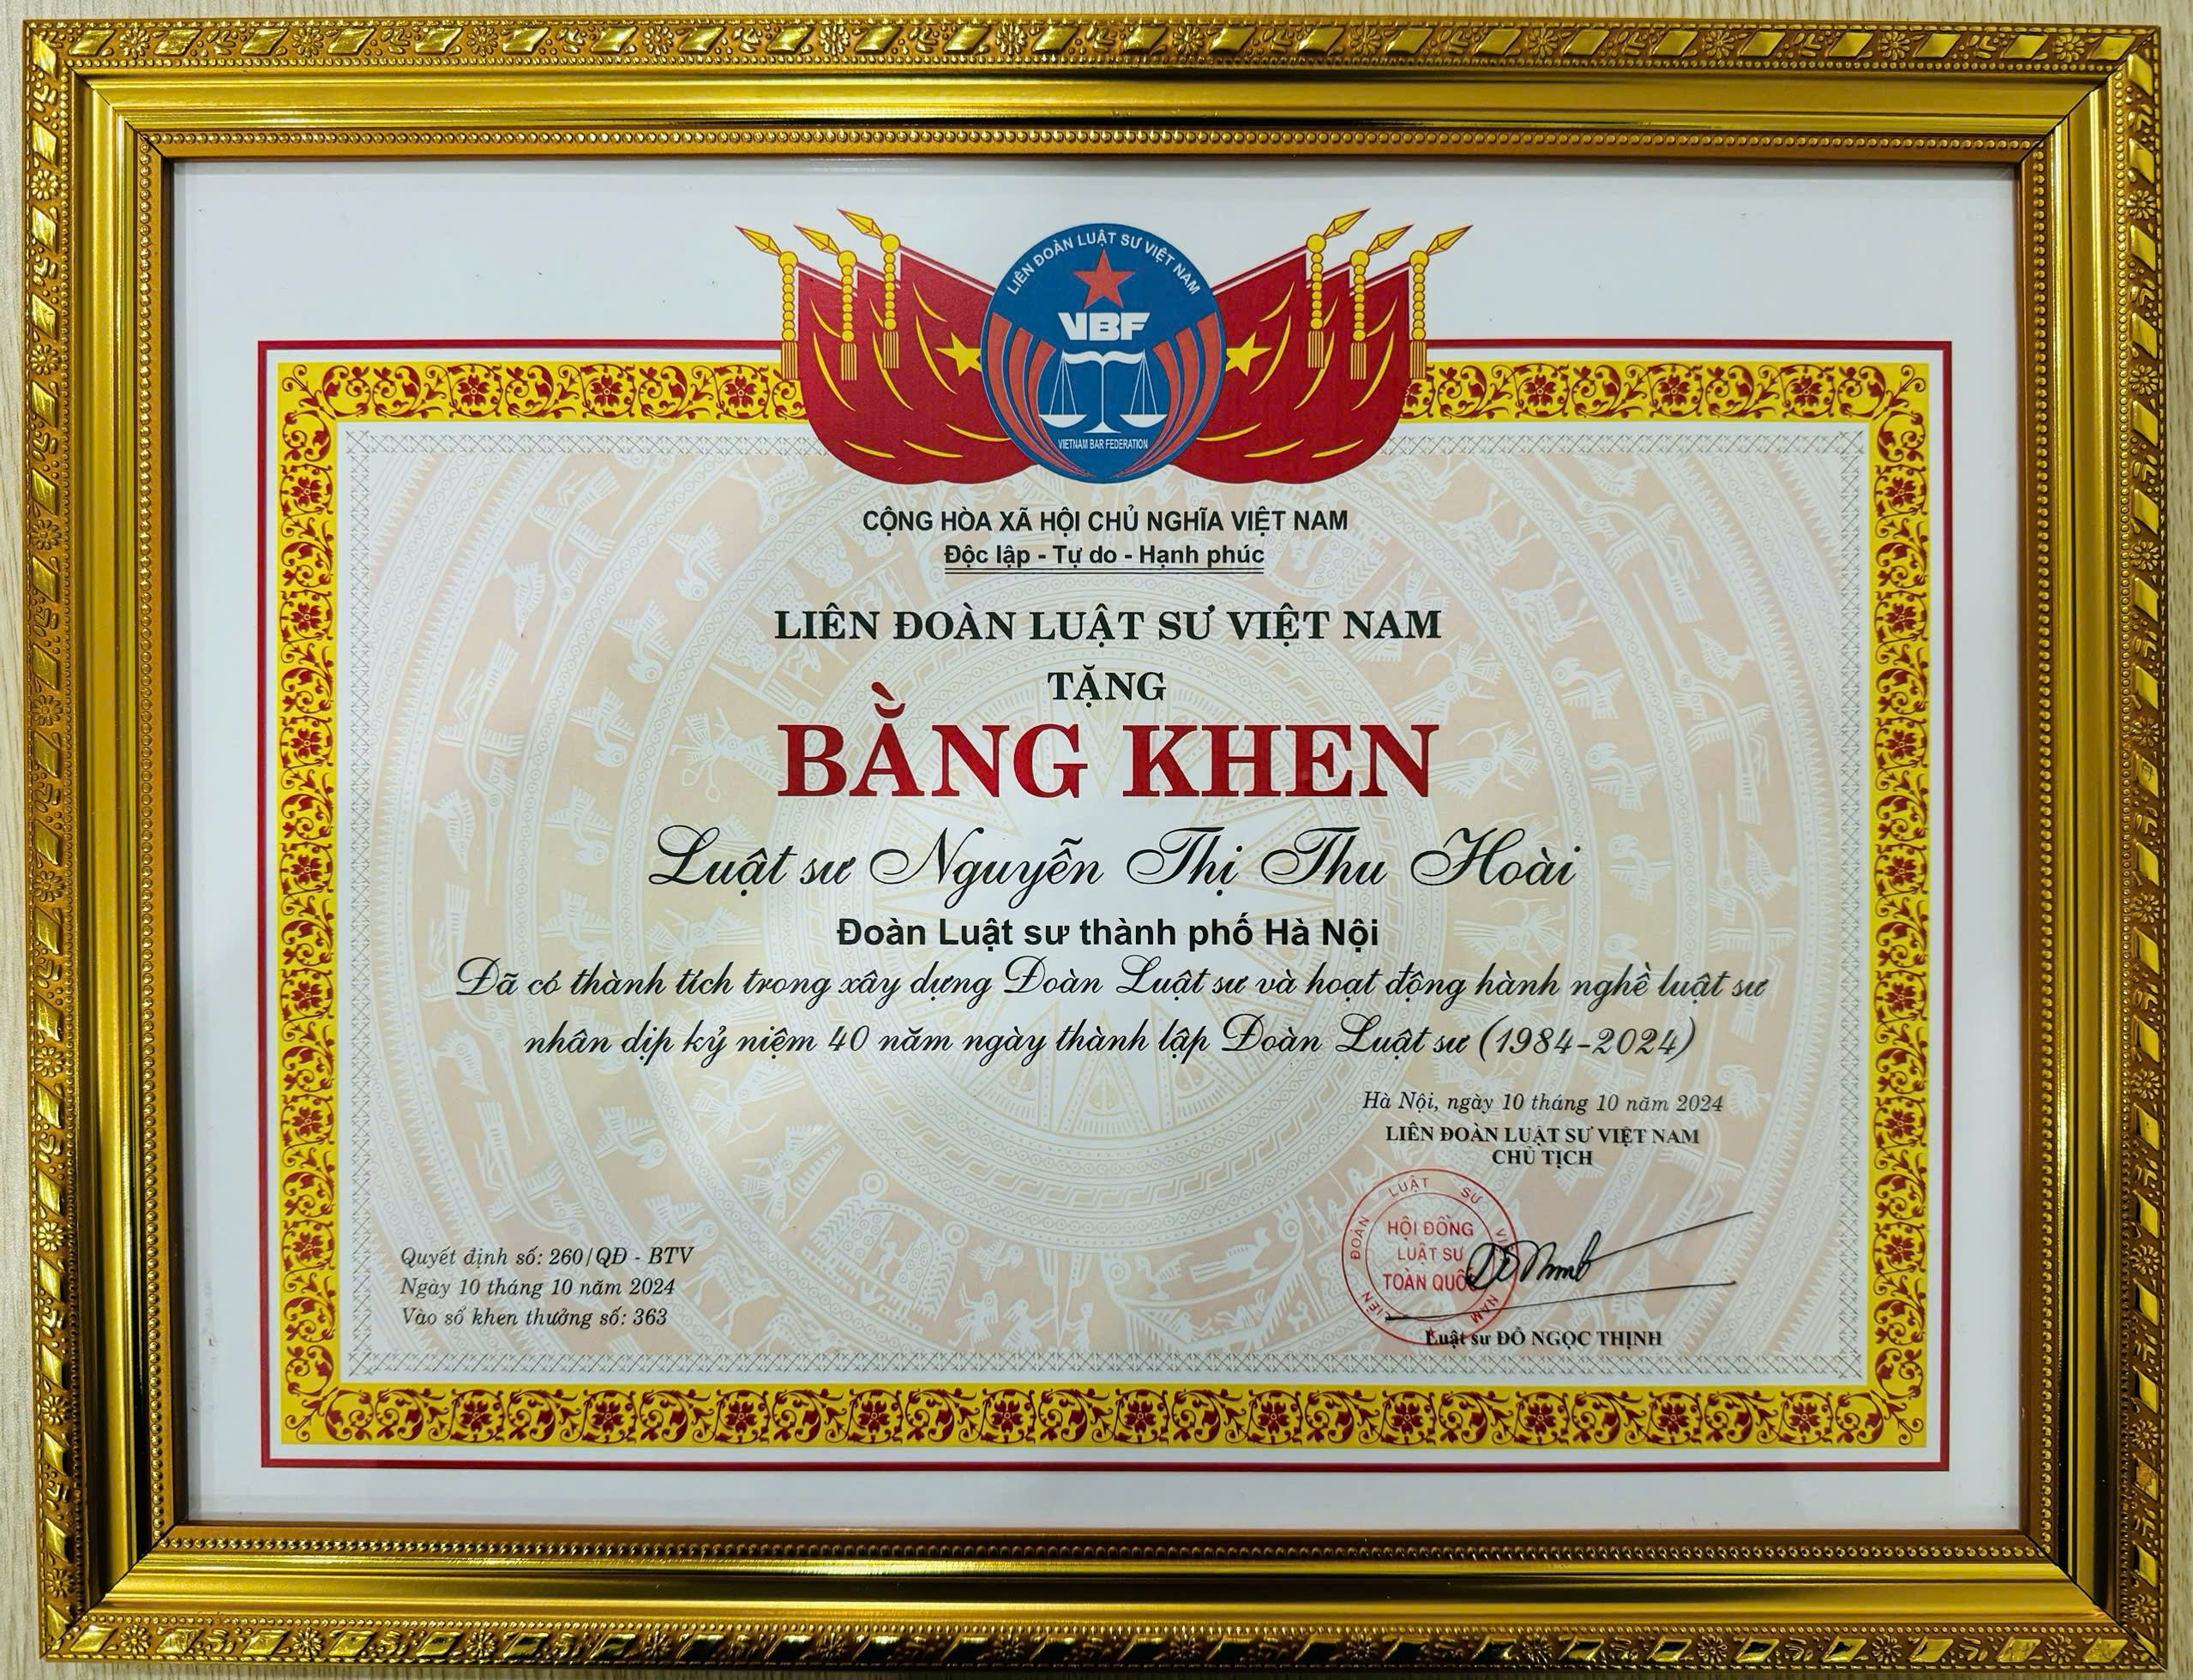 LIÊN ĐOÀN LUẬT SƯ VIỆT NAM
VBF
VIETNAM BAR FEDERATION
CỘNG HÒA XÃ HỘI CHỦ NGHĨA VIỆT NAM
Độc lập - Tự do - Hạnh phúc
LIÊN ĐOÀN LUẬT SƯ VIỆT NAM
TẶNG
BẰNG KHEN
Luật sư Nguyễn Thị Thu Hoài
Đoàn Luật sư thành phố Hà Nội
Đã có thành tích trong xây dựng Đoàn Luật sư và hoạt động hành nghề luật sư
nhân dịp kỷ niệm 40 năm ngày thành lập Đoàn Luật sư (1984-2024)
Hà Nội, ngày 10 tháng 10 năm 2024
LIÊN ĐOÀN LUẬT SƯ VIỆT NAM
CHỦ TỊCH
LIÊN ĐOÀN LUẬT SƯ VIỆT NAM
HỘI ĐỒNG
LUẬT SƯ
TOÀN QUỐC
Luật sư ĐỖ NGỌC THỊNH
Quyết định số: 260/QĐ - BTV
Ngày 10 tháng 10 năm 2024
Vào sổ khen thưởng số: 363